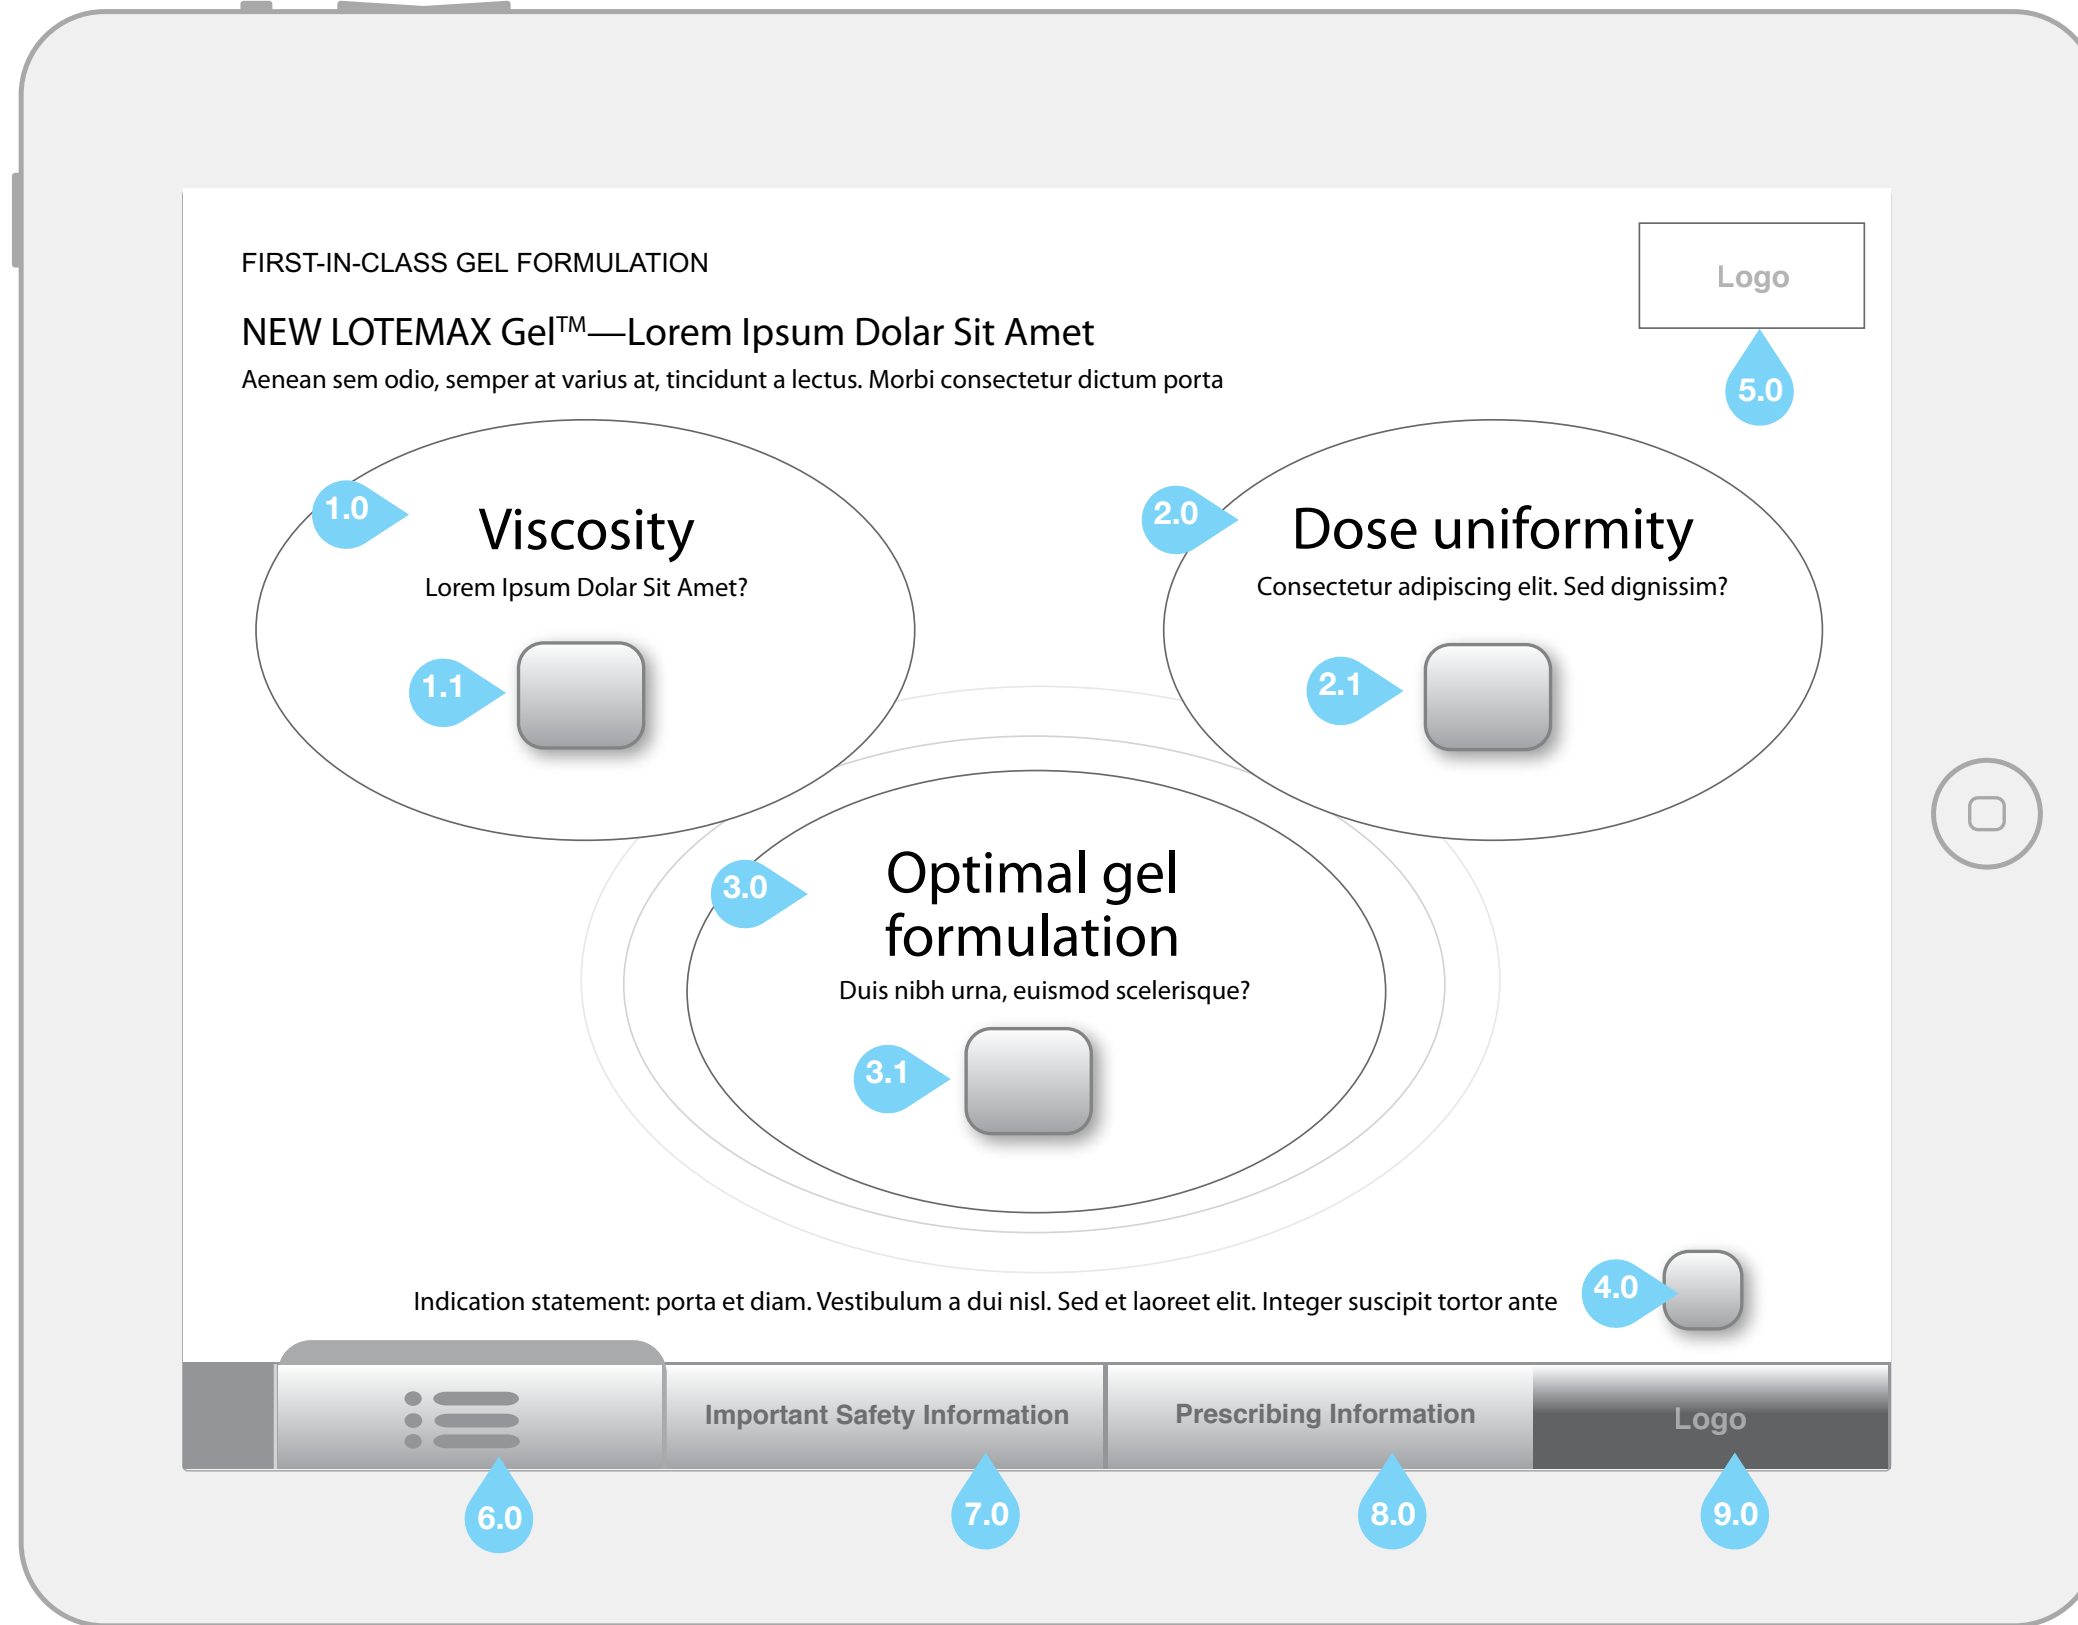 FIRST-IN-CLASS GEL FORMULATION
Logo
NEW LOTEMAX Gel™—Lorem Ipsum Dolar Sit Amet
Aenean sem odio, semper at varius at, tincidunt a lectus. Morbi consectetur dictum porta
5.0
1.0
Viscosity
Lorem Ipsum Dolar Sit Amet?
1.1
2.0
Dose uniformity
Consectetur adipiscing elit. Sed dignissim?
2.1
3.0
Optimal gel
formulation
Duis nibh urna, euismod scelerisque?
3.1
Indication statement: porta et diam. Vestibulum a dui nisl. Sed et laoreet elit. Integer suscipit tortor ante
4.0
Important Safety Information
Prescribing Information
Logo
6.0
7.0
8.0
9.0